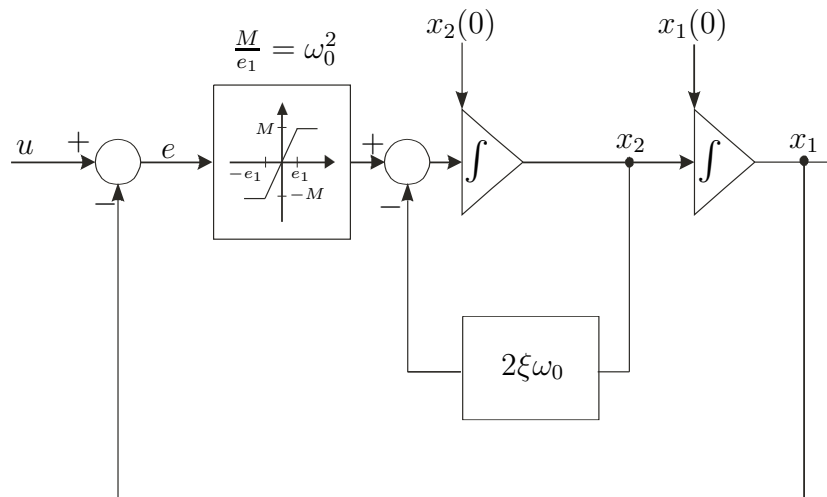 x₂(0) x₁(0)
M/e₁ = ω₀²
M
−e₁ e₁
−M
u + − e + −
∫ x₂ ∫ x₁
2ξω₀